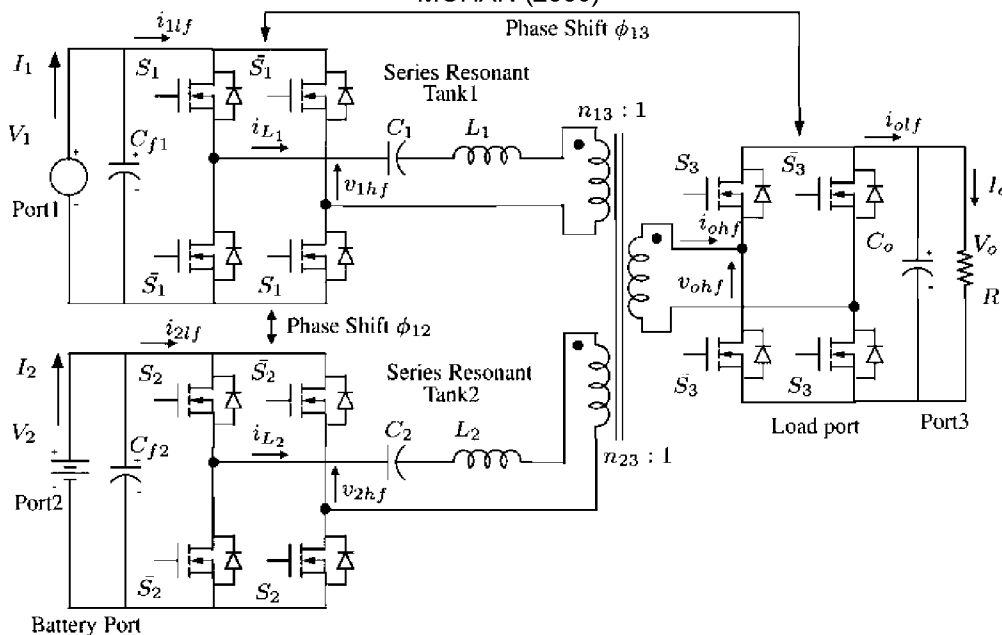 Phase Shift ϕ13
i1lf
I1
S1
S̄1
Series Resonant
Tank1
n13 : 1
iolf
V1
Cf1
iL1
C1
L1
S3
S̄3
Port1
v1hf
iohf
Co
Vo
R
S̄1
S1
vohf
i2lf
Phase Shift ϕ12
I2
S2
S̄2
Series Resonant
Tank2
S̄3
S3
V2
Cf2
iL2
C2
L2
Load port
Port3
n23 : 1
Port2
v2hf
S̄2
S2
Battery Port